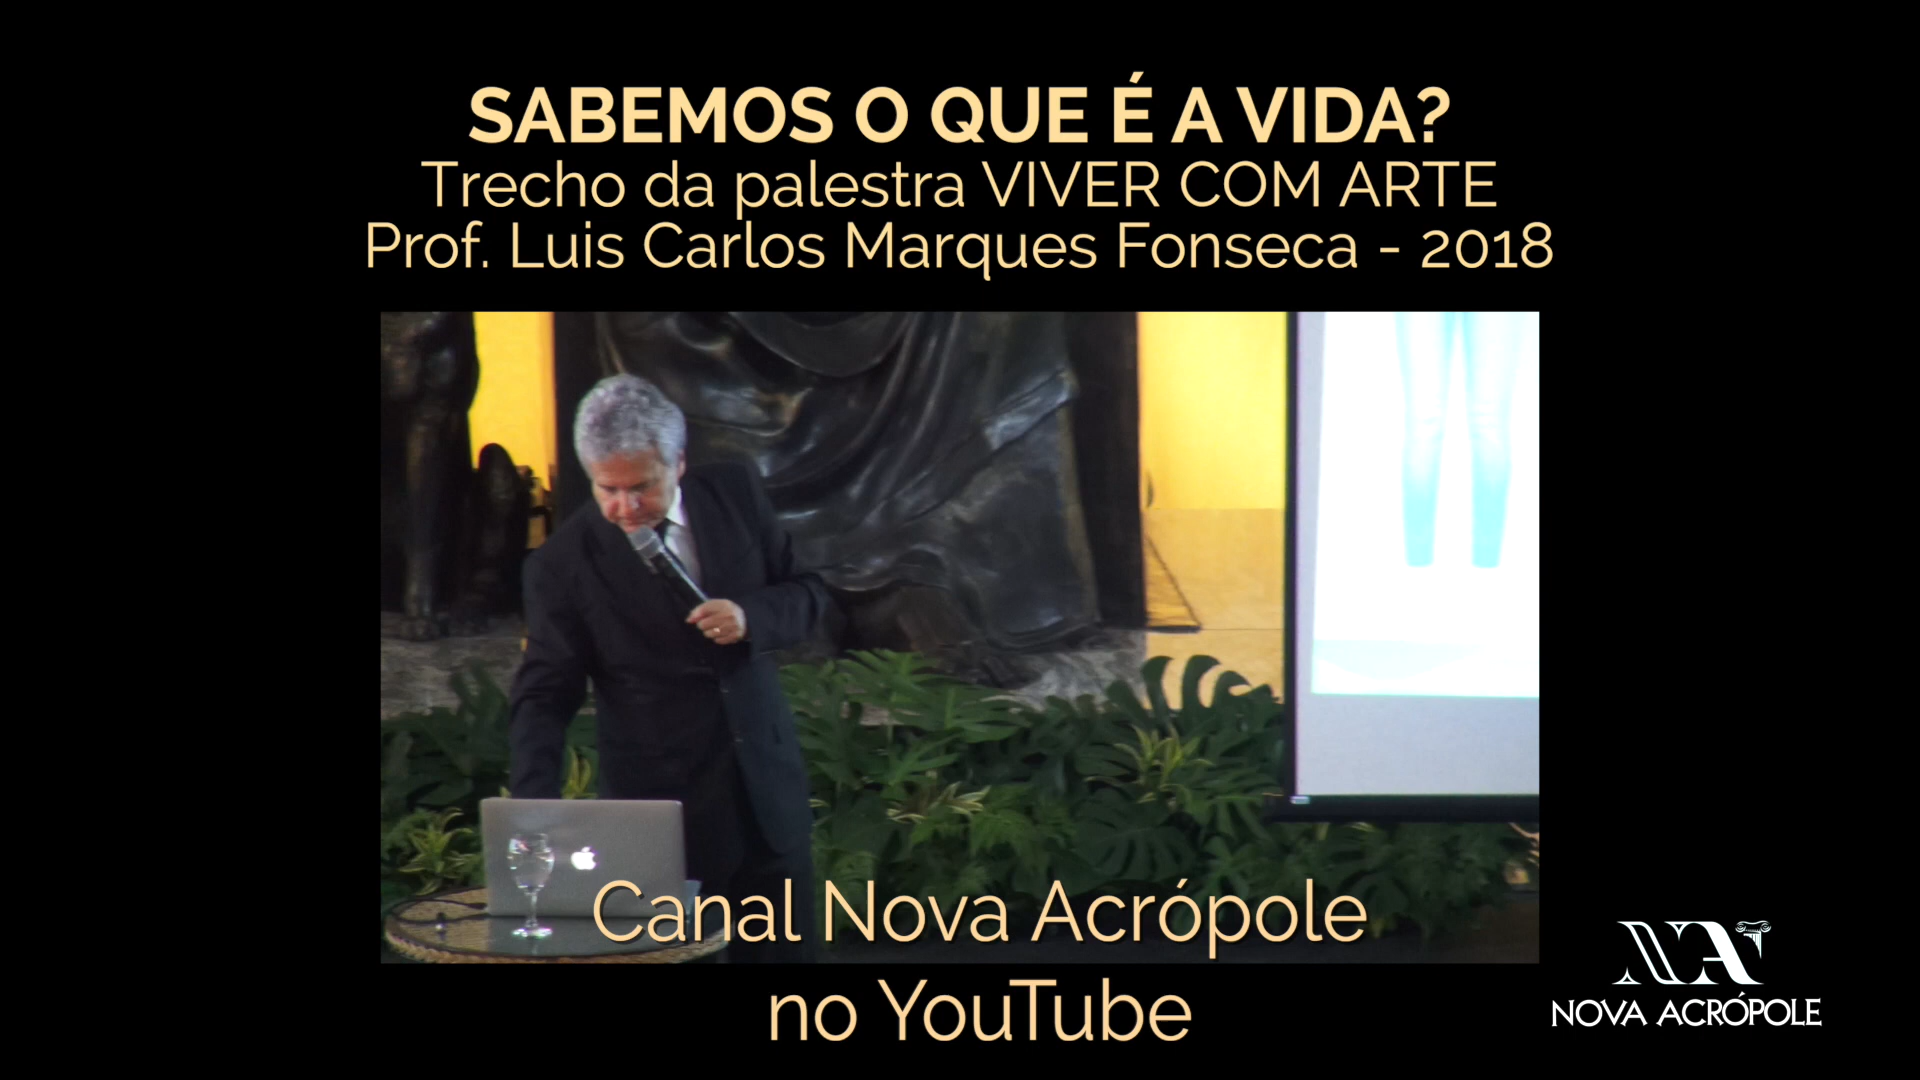 SABEMOS O QUE É A VIDA?
Trecho da palestra VIVER COM ARTE
Prof. Luis Carlos Marques Fonseca - 2018
Canal Nova Acrópole
no YouTube
NA
NOVA ACRÓPOLE